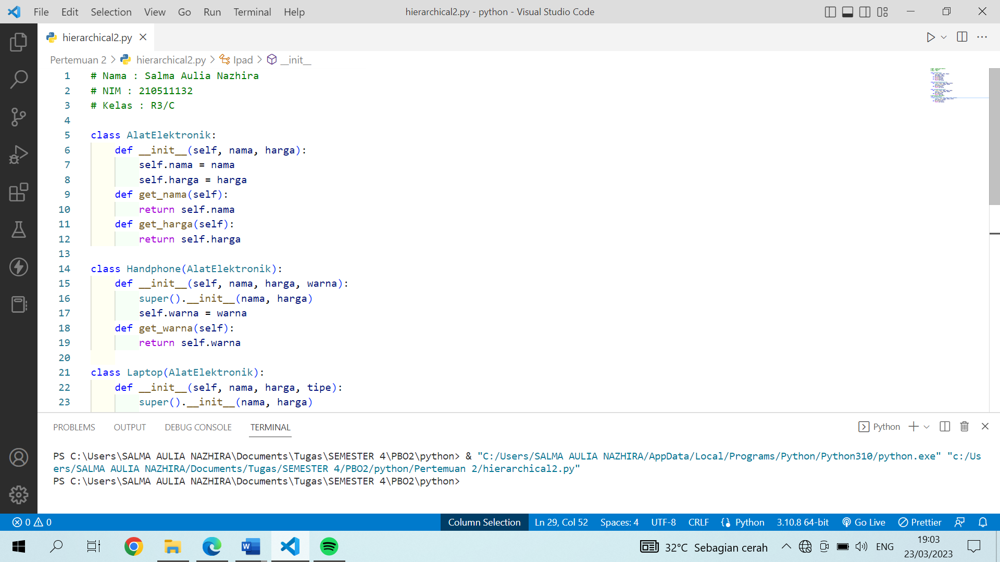 File Edit Selection View Go Run Terminal Help hierarchical2.py - python - Visual Studio Code
hierarchical2.py
Pertemuan 2 > hierarchical2.py > Ipad > __init__
1 # Nama : Salma Aulia Nazhira
2 # NIM : 210511132
3 # Kelas : R3/C
4
5 class AlatElektronik:
6     def __init__(self, nama, harga):
7         self.nama = nama
8         self.harga = harga
9     def get_nama(self):
10         return self.nama
11     def get_harga(self):
12         return self.harga
13
14 class Handphone(AlatElektronik):
15     def __init__(self, nama, harga, warna):
16         super().__init__(nama, harga)
17         self.warna = warna
18     def get_warna(self):
19         return self.warna
20
21 class Laptop(AlatElektronik):
22     def __init__(self, nama, harga, tipe):
23         super().__init__(nama, harga)
PROBLEMS OUTPUT DEBUG CONSOLE TERMINAL Python
PS C:\Users\SALMA AULIA NAZHIRA\Documents\Tugas\SEMESTER 4\PBO2\python> & "C:/Users/SALMA AULIA NAZHIRA/AppData/Local/Programs/Python/Python310/python.exe" "c:/Us
ers/SALMA AULIA NAZHIRA/Documents/Tugas/SEMESTER 4/PBO2/python/Pertemuan 2/hierarchical2.py"
PS C:\Users\SALMA AULIA NAZHIRA\Documents\Tugas\SEMESTER 4\PBO2\python>
0 0 Column Selection Ln 29, Col 52 Spaces: 4 UTF-8 CRLF Python 3.10.8 64-bit Go Live Prettier
32°C Sebagian cerah ENG 19:03
23/03/2023